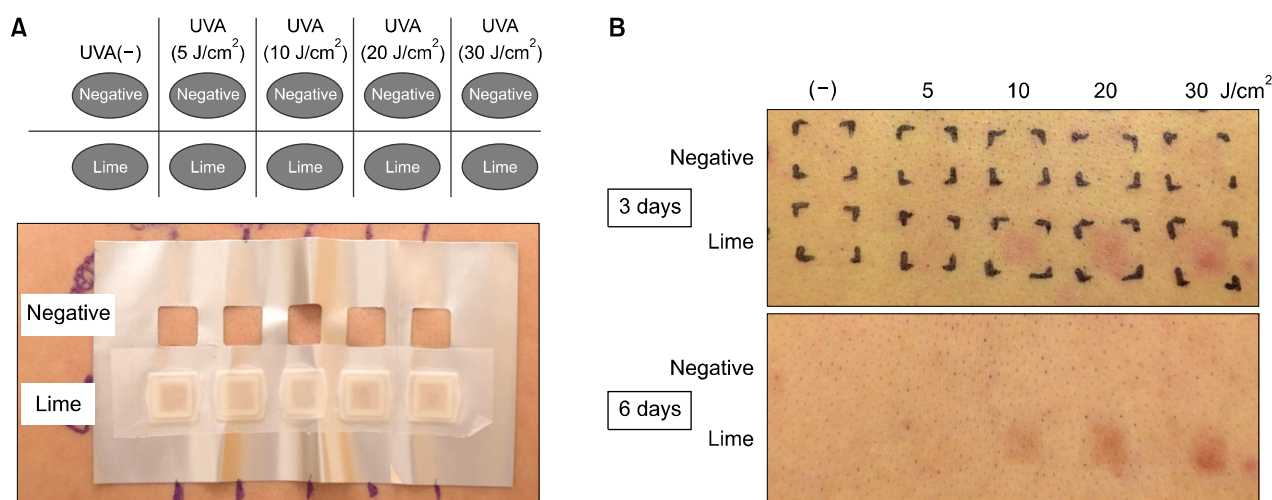 A
UVA(−)
UVA
(5 J/cm²)
UVA
(10 J/cm²)
UVA
(20 J/cm²)
UVA
(30 J/cm²)
Negative Negative Negative Negative Negative
Lime Lime Lime Lime Lime
Negative
Lime
B
(−) 5 10 20 30 J/cm²
Negative
3 days
Lime
Negative
6 days
Lime